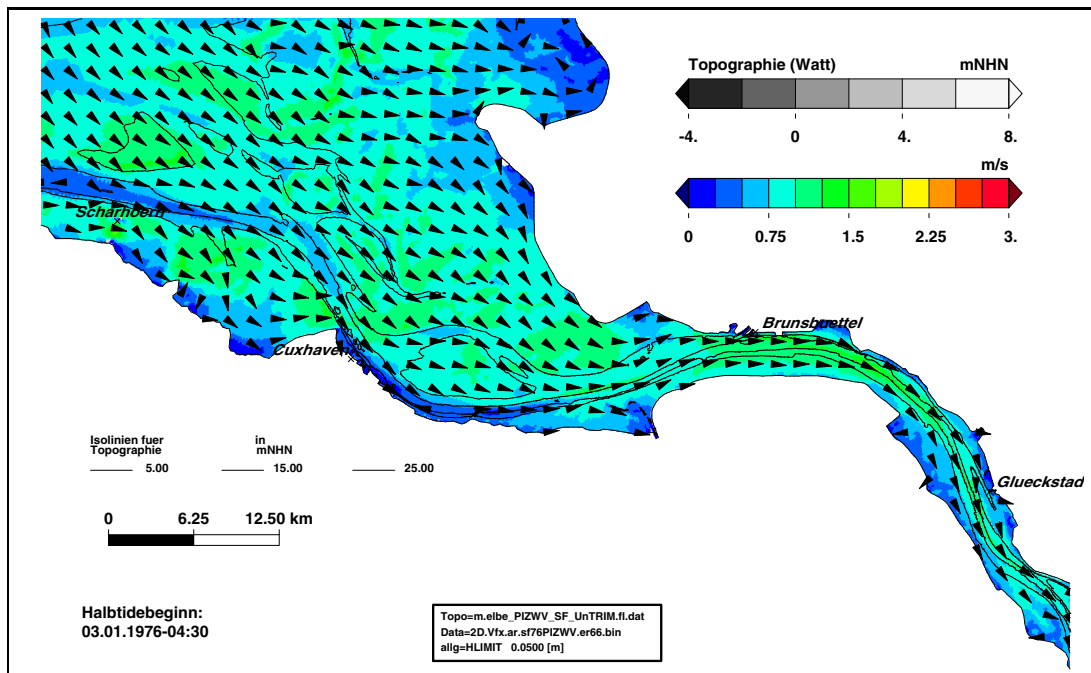 Topographie (Watt) mNHN
-4. 0 4. 8.
m/s
0 0.75 1.5 2.25 3.
Scharhoern
Brunsbuettel
Cuxhaven
Isolinien fuer in
Topographie mNHN
5.00 15.00 25.00
Glueckstad
0 6.25 12.50 km
Halbtidebeginn:
03.01.1976-04:30
Topo=m.elbe_PIZWV_SF_UnTRIM.fl.dat
Data=2D.Vfx.ar.sf76PIZWV.er66.bin
allg=HLIMIT 0.0500 [m]